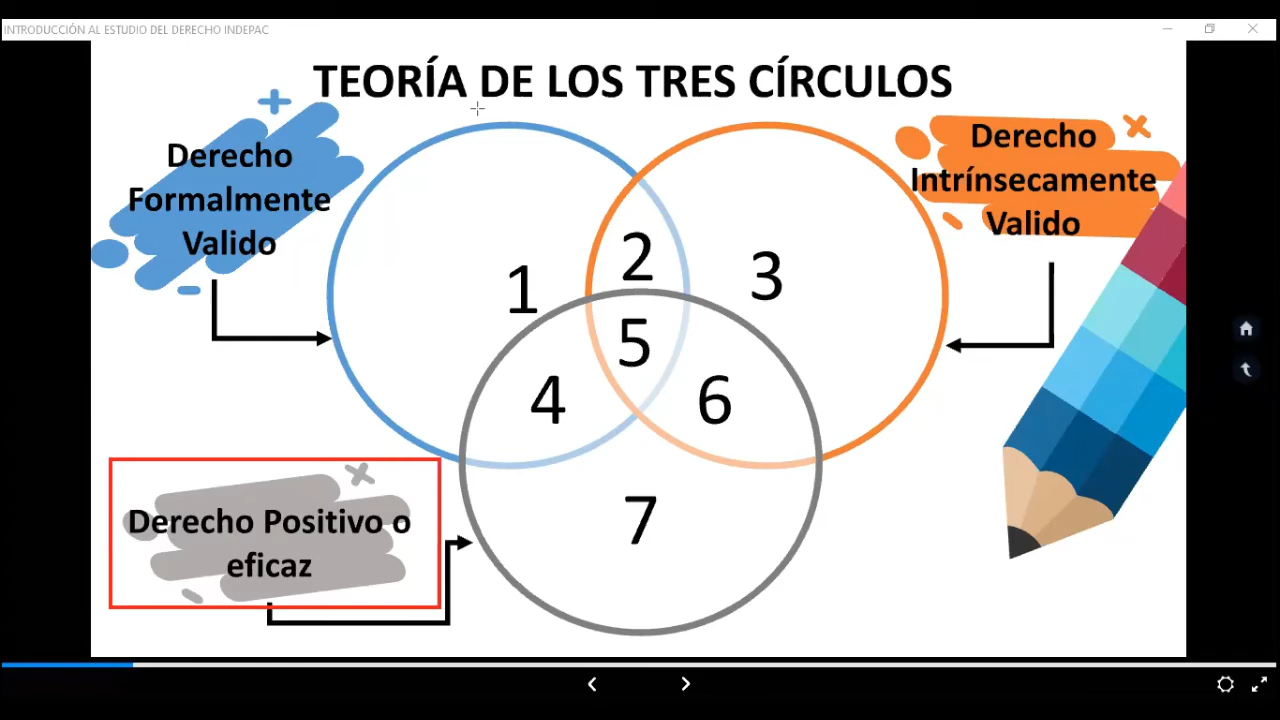 INTRODUCCIÓN AL ESTUDIO DEL DERECHO INDEPAC
TEORÍA DE LOS TRES CÍRCULOS
Derecho
Formalmente
Valido
Derecho
Intrínsecamente
Valido
1
2
3
4
5
6
7
Derecho Positivo o
eficaz